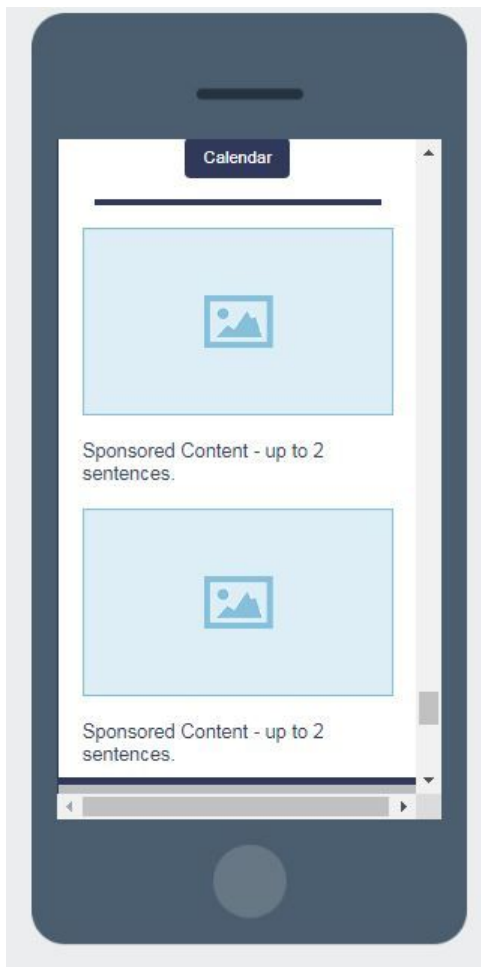 Calendar
Sponsored Content - up to 2
sentences.
Sponsored Content - up to 2
sentences.